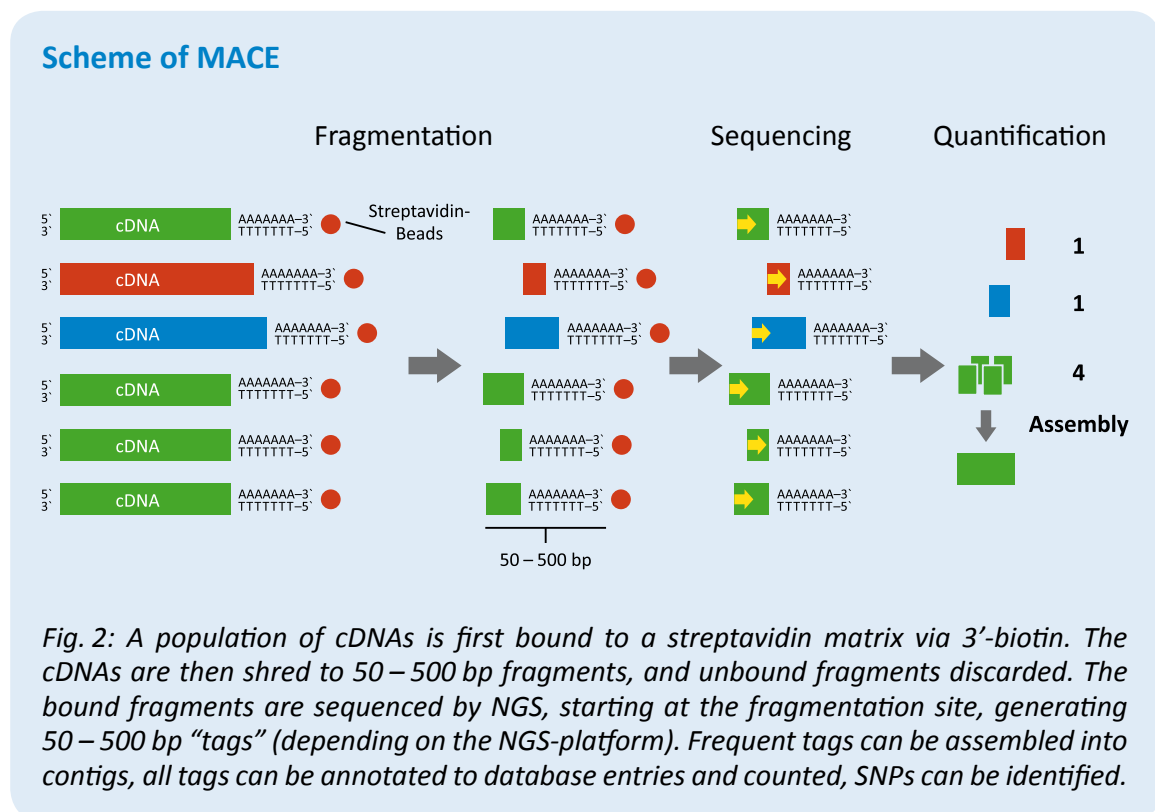 Scheme of MACE
Fragmentation
Sequencing
Quantification
5`
3`
cDNA
AAAAAAA–3`
TTTTTTT–5`
Streptavidin-
Beads
AAAAAAA–3`
TTTTTTT–5`
AAAAAAA–3`
TTTTTTT–5`
5`
3`
cDNA
AAAAAAA–3`
TTTTTTT–5`
AAAAAAA–3`
TTTTTTT–5`
AAAAAAA–3`
TTTTTTT–5`
1
5`
3`
cDNA
AAAAAAA–3`
TTTTTTT–5`
AAAAAAA–3`
TTTTTTT–5`
AAAAAAA–3`
TTTTTTT–5`
1
5`
3`
cDNA
AAAAAAA–3`
TTTTTTT–5`
AAAAAAA–3`
TTTTTTT–5`
AAAAAAA–3`
TTTTTTT–5`
4
5`
3`
cDNA
AAAAAAA–3`
TTTTTTT–5`
AAAAAAA–3`
TTTTTTT–5`
AAAAAAA–3`
TTTTTTT–5`
Assembly
5`
3`
cDNA
AAAAAAA–3`
TTTTTTT–5`
AAAAAAA–3`
TTTTTTT–5`
AAAAAAA–3`
TTTTTTT–5`
50 – 500 bp
Fig. 2: A population of cDNAs is first bound to a streptavidin matrix via 3’-biotin. The
cDNAs are then shred to 50 – 500 bp fragments, and unbound fragments discarded. The
bound fragments are sequenced by NGS, starting at the fragmentation site, generating
50 – 500 bp “tags” (depending on the NGS-platform). Frequent tags can be assembled into
contigs, all tags can be annotated to database entries and counted, SNPs can be identified.